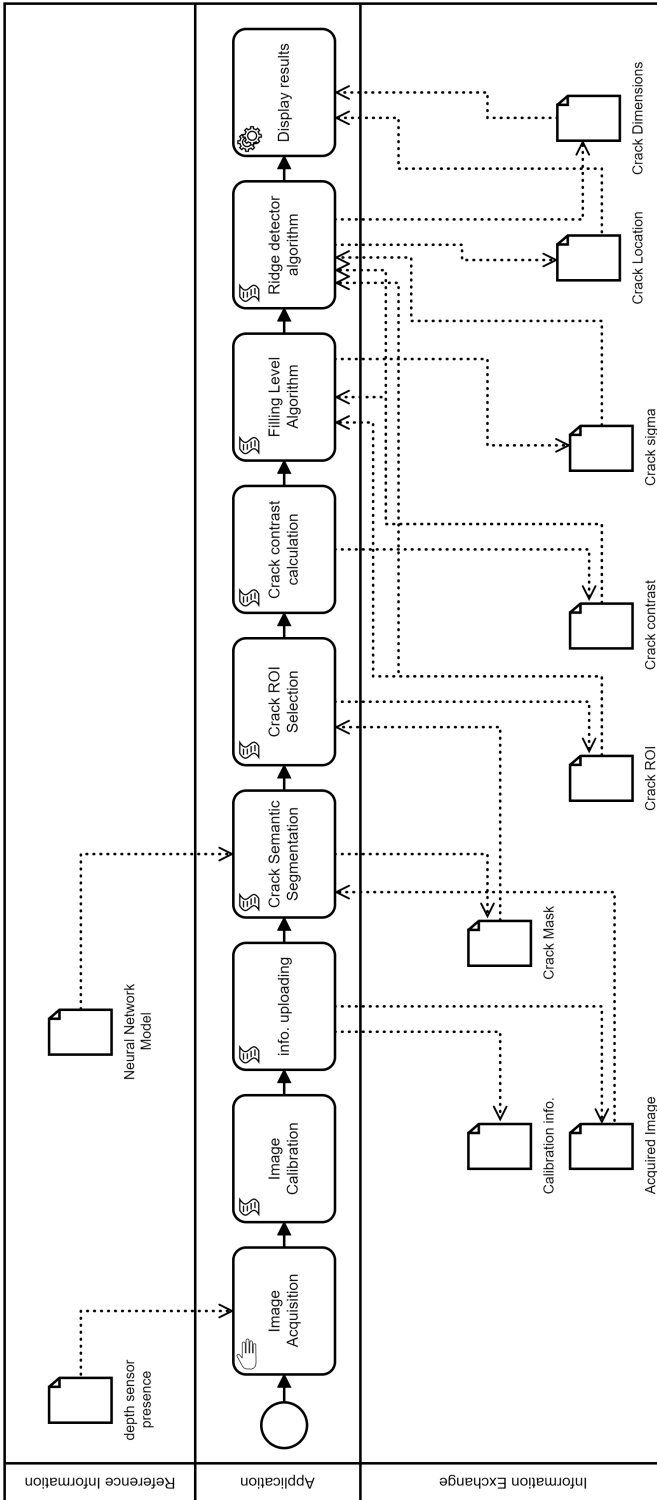 Reference Information
depth sensor
presence
Neural Network
Model
Application
Image
Acquisition
Image
Calibration
info. uploading
Crack Semantic
Segmentation
Crack ROI
Selection
Crack contrast
calculation
Filling Level
Algorithm
Ridge detector
algorithm
Display results
Information Exchange
Calibration info.
Acquired Image
Crack Mask
Crack ROI
Crack contrast
Crack sigma
Crack Location
Crack Dimensions